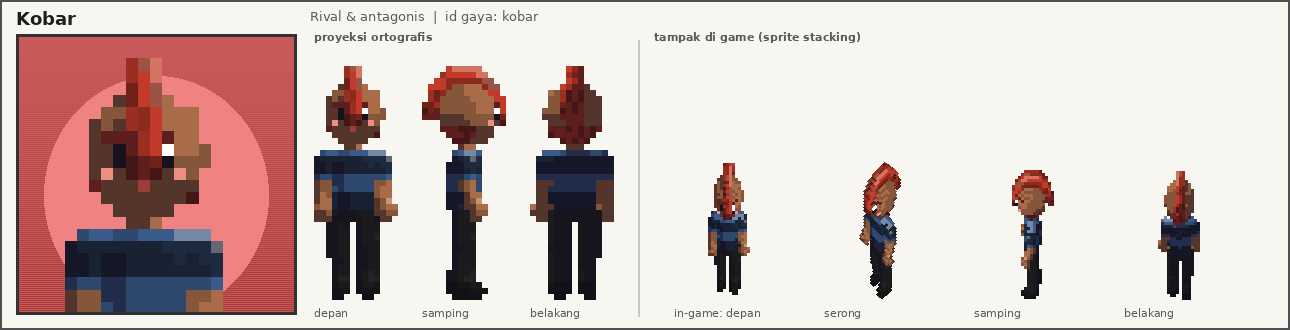 Kobar
Rival & antagonis | id gaya: kobar
proyeksi ortografis
tampak di game (sprite stacking)
depan
samping
belakang
in-game: depan
serong
samping
belakang